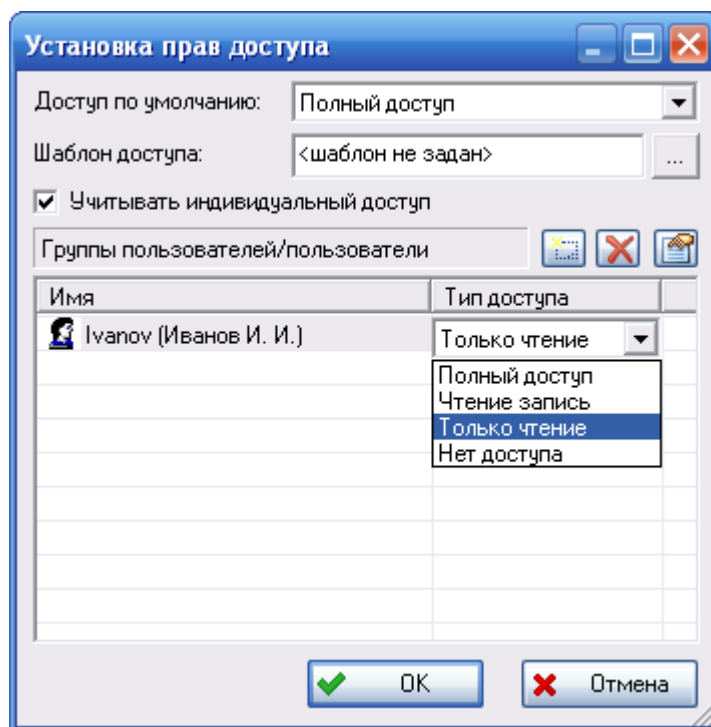 Установка прав доступа
Доступ по умолчанию: Полный доступ
Шаблон доступа: <шаблон не задан> ...
Учитывать индивидуальный доступ
Группы пользователей/пользователи
Имя Тип доступа
Ivanov (Иванов И. И.) Только чтение
Полный доступ
Чтение запись
Только чтение
Нет доступа
OK Отмена